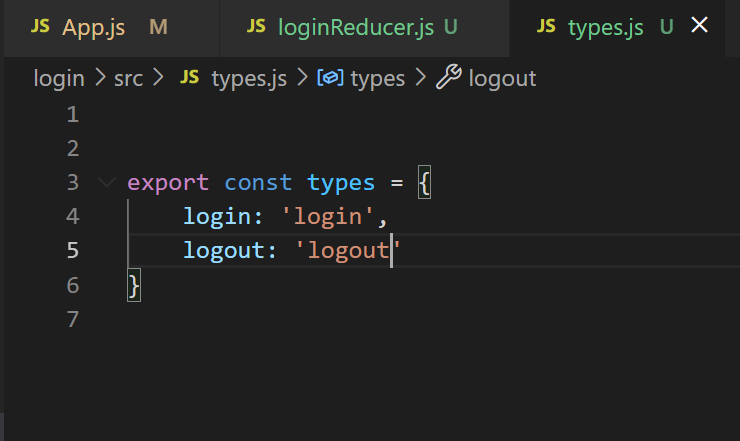 JS App.js M JS loginReducer.js U JS types.js U
login > src > JS types.js > types > logout
1
2
3 export const types = {
4 login: 'login',
5 logout: 'logout'
6 }
7